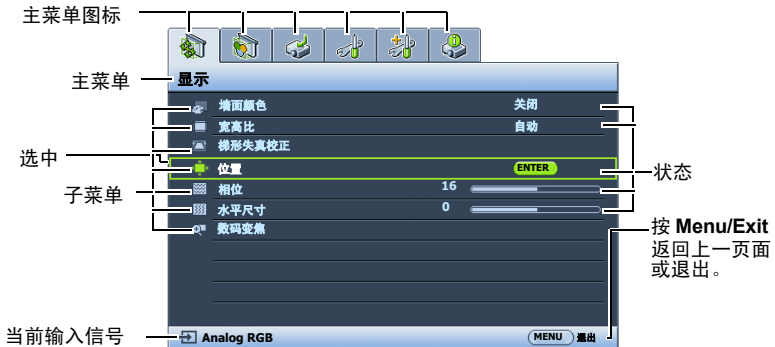 主菜单图标
主菜单
显示
墙面颜色 关闭
宽高比 自动
梯形失真校正
选中
位置 ENTER
状态
子菜单
相位 16
水平尺寸 0
数码变焦
按 Menu/Exit
返回上一页面
或退出。
当前输入信号
Analog RGB
MENU 退出